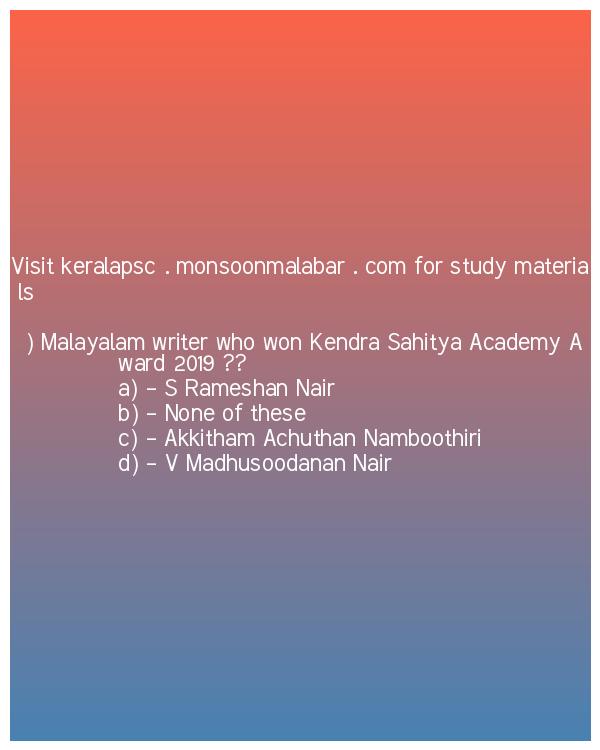 Visit keralapsc . monsoonmalabar . com for study materia
ls
) Malayalam writer who won Kendra Sahitya Academy A
ward 2019 ??
a) - S Rameshan Nair
b) - None of these
c) - Akkitham Achuthan Namboothiri
d) - V Madhusoodanan Nair